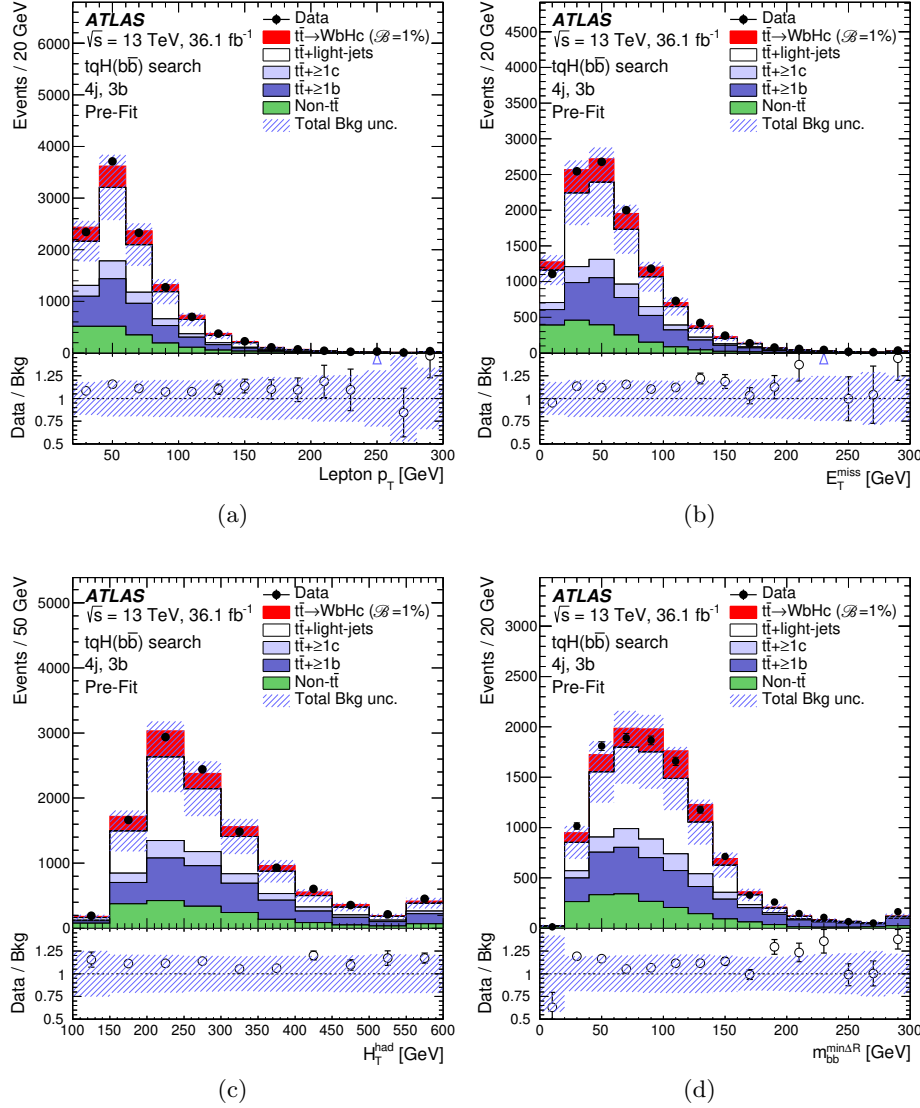 ATLAS
√s = 13 TeV, 36.1 fb⁻¹
tqH(bb̄) search
4j, 3b
Pre-Fit
Data
tt̄→WbHc (ℬ=1%)
tt̄+light-jets
tt̄+≥1c
tt̄+≥1b
Non-tt̄
Total Bkg unc.
Events / 20 GeV
6000
5000
4000
3000
2000
1000
0
Data / Bkg
1.25
1
0.75
0.5
50 100 150 200 250 300
Lepton p_T [GeV]
(a)
ATLAS
√s = 13 TeV, 36.1 fb⁻¹
tqH(bb̄) search
4j, 3b
Pre-Fit
Data
tt̄→WbHc (ℬ=1%)
tt̄+light-jets
tt̄+≥1c
tt̄+≥1b
Non-tt̄
Total Bkg unc.
Events / 20 GeV
4500
4000
3500
3000
2500
2000
1500
1000
500
0
Data / Bkg
1.25
1
0.75
0.5
0 50 100 150 200 250 300
E_T^miss [GeV]
(b)
ATLAS
√s = 13 TeV, 36.1 fb⁻¹
tqH(bb̄) search
4j, 3b
Pre-Fit
Data
tt̄→WbHc (ℬ=1%)
tt̄+light-jets
tt̄+≥1c
tt̄+≥1b
Non-tt̄
Total Bkg unc.
Events / 50 GeV
5000
4000
3000
2000
1000
0
Data / Bkg
1.25
1
0.75
0.5
100 150 200 250 300 350 400 450 500 550 600
H_T^had [GeV]
(c)
ATLAS
√s = 13 TeV, 36.1 fb⁻¹
tqH(bb̄) search
4j, 3b
Pre-Fit
Data
tt̄→WbHc (ℬ=1%)
tt̄+light-jets
tt̄+≥1c
tt̄+≥1b
Non-tt̄
Total Bkg unc.
Events / 20 GeV
3000
2500
2000
1500
1000
500
0
Data / Bkg
1.25
1
0.75
0.5
0 50 100 150 200 250 300
m_bb^minΔR [GeV]
(d)